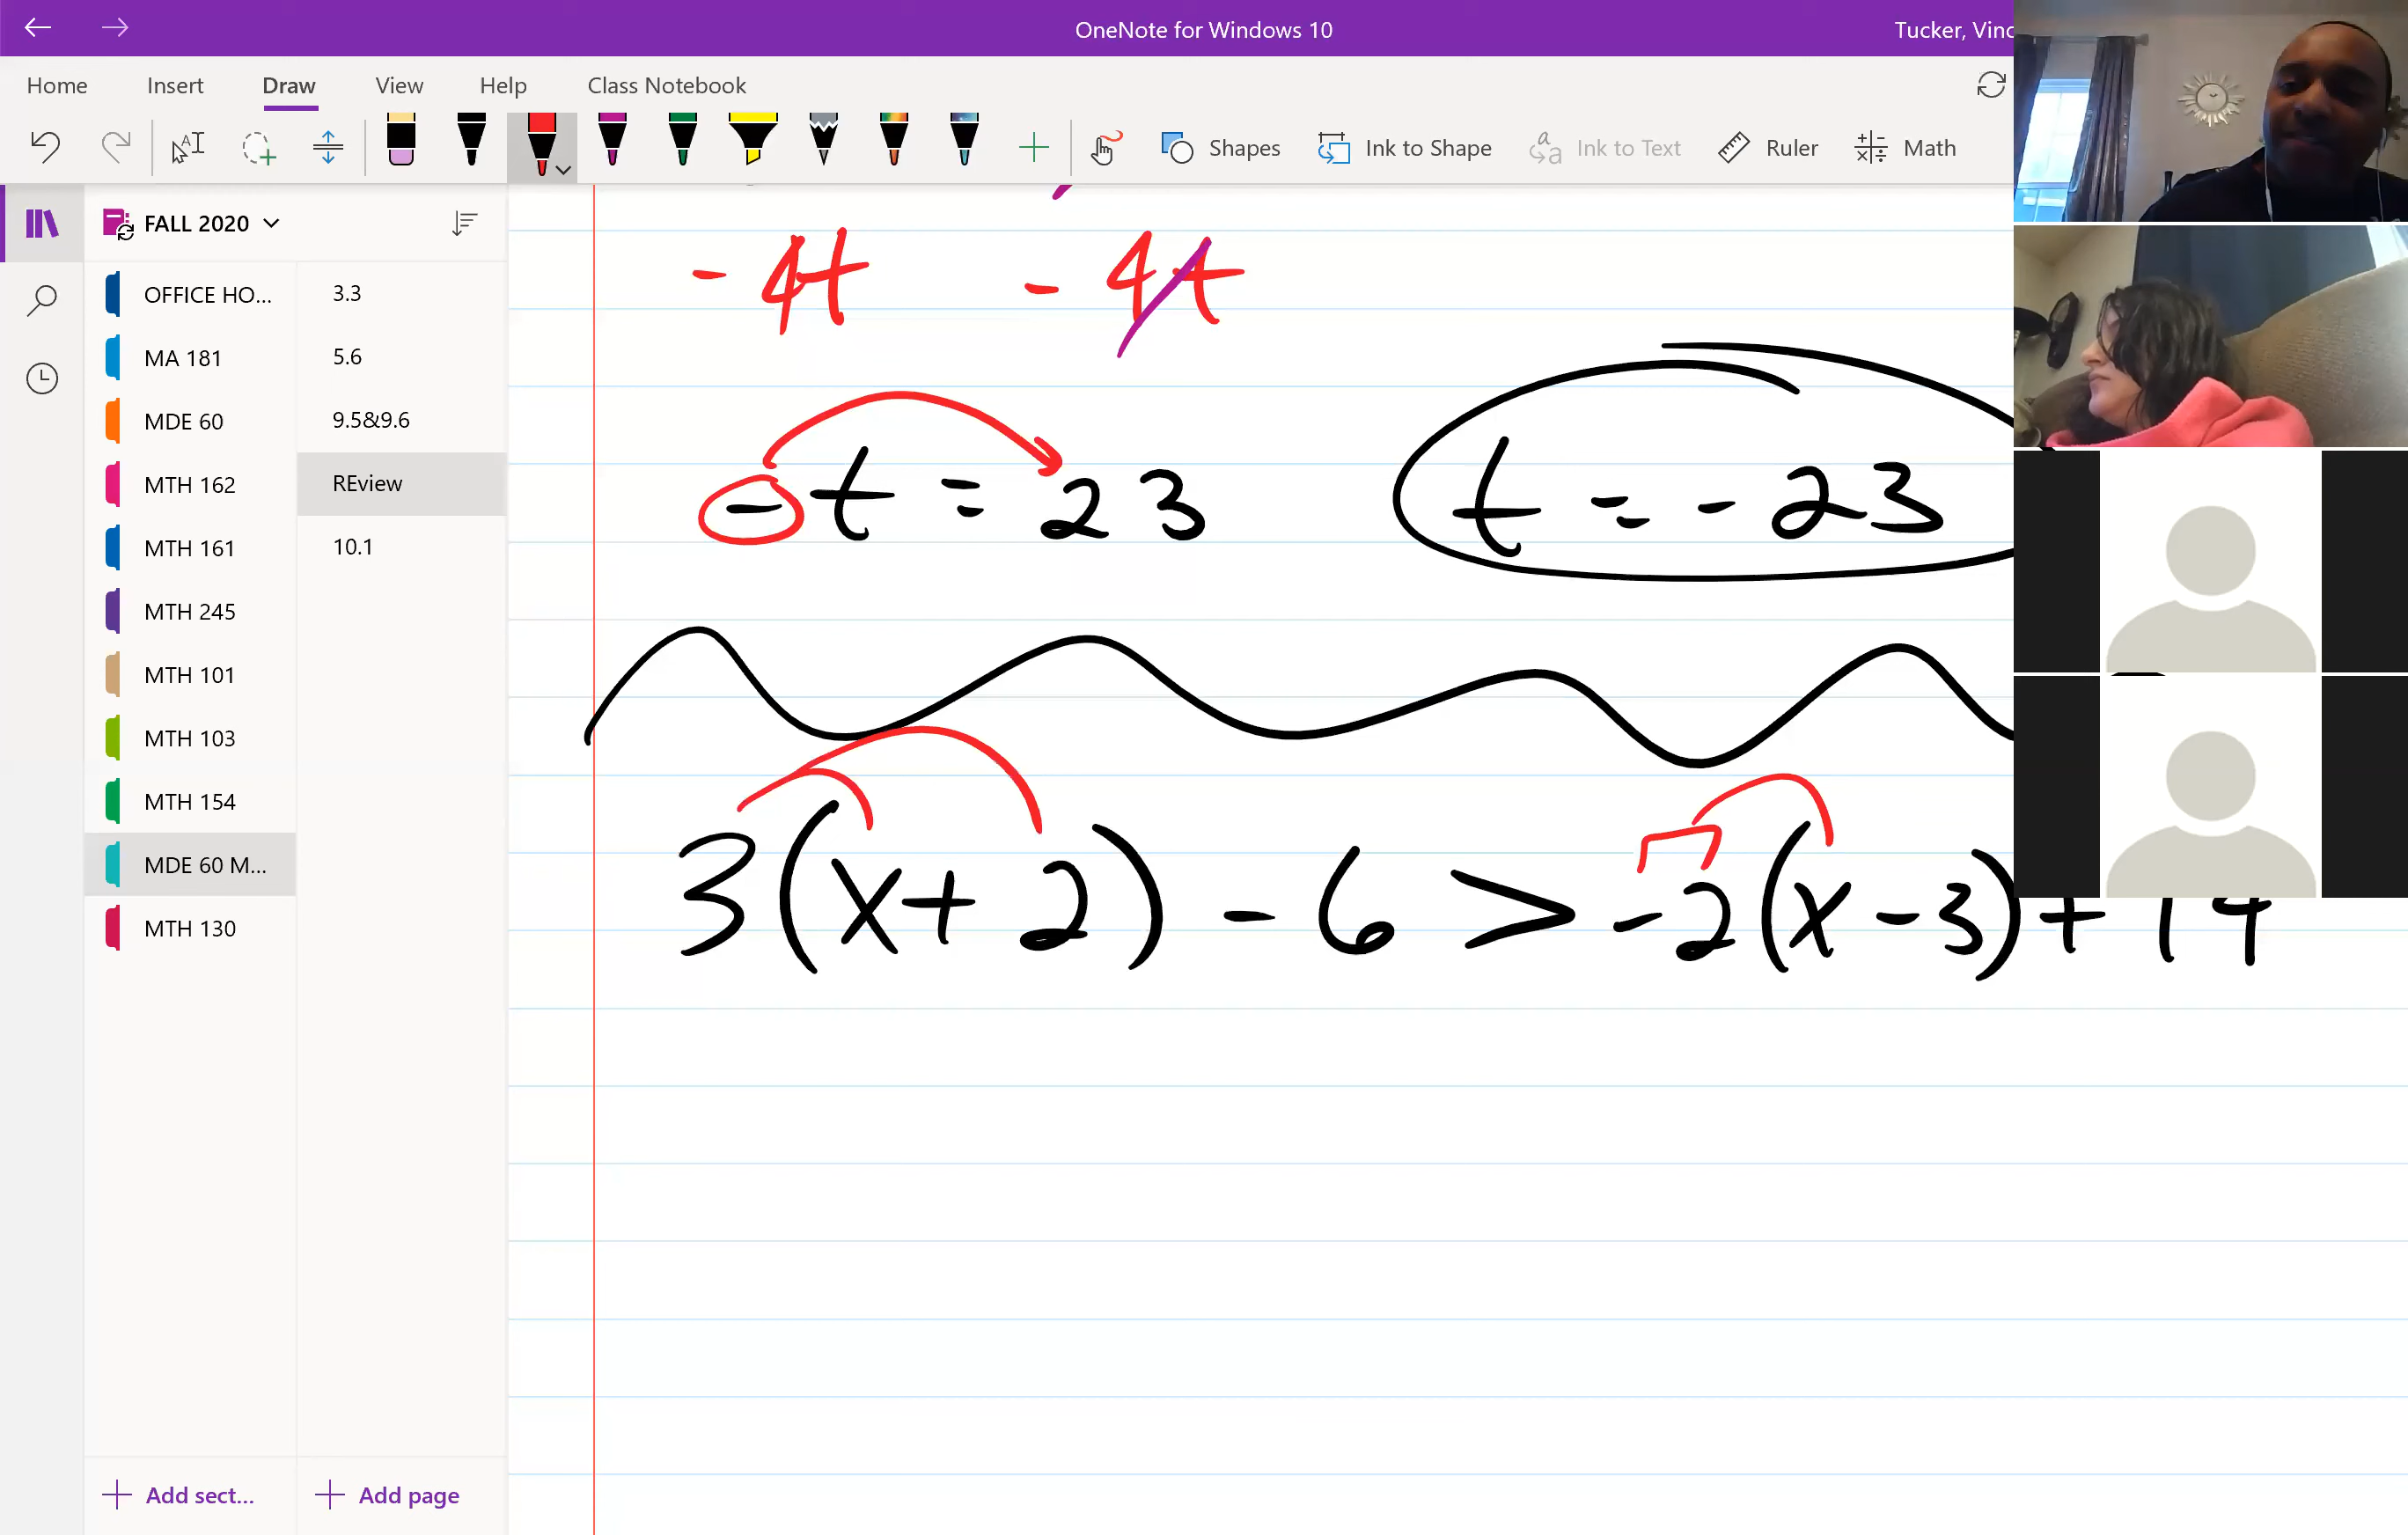 OneNote for Windows 10
Tucker, Vinc
Home Insert Draw View Help Class Notebook
Shapes Ink to Shape Ink to Text Ruler Math
FALL 2020
OFFICE HO...
MA 181
MDE 60
MTH 162
MTH 161
MTH 245
MTH 101
MTH 103
MTH 154
MDE 60 M...
MTH 130
Add sect...
3.3
5.6
9.5&9.6
REview
10.1
Add page
- 4t - 4t
-t = 23 t = -23
3(x+2) - 6 > -2(x-3) + 14